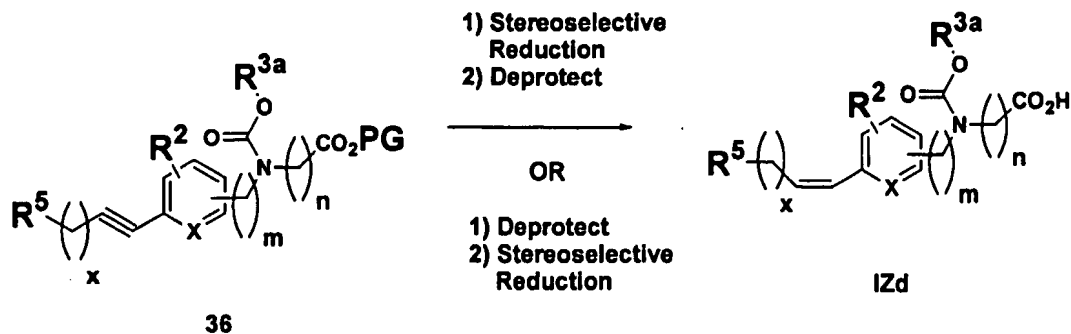 1) Stereoselective
Reduction
2) Deprotect
OR
1) Deprotect
2) Stereoselective
Reduction
R3a
O
O
N
CO2PG
R2
n
m
X
R5
x
36
R3a
O
O
N
CO2H
R2
n
m
X
R5
x
IZd